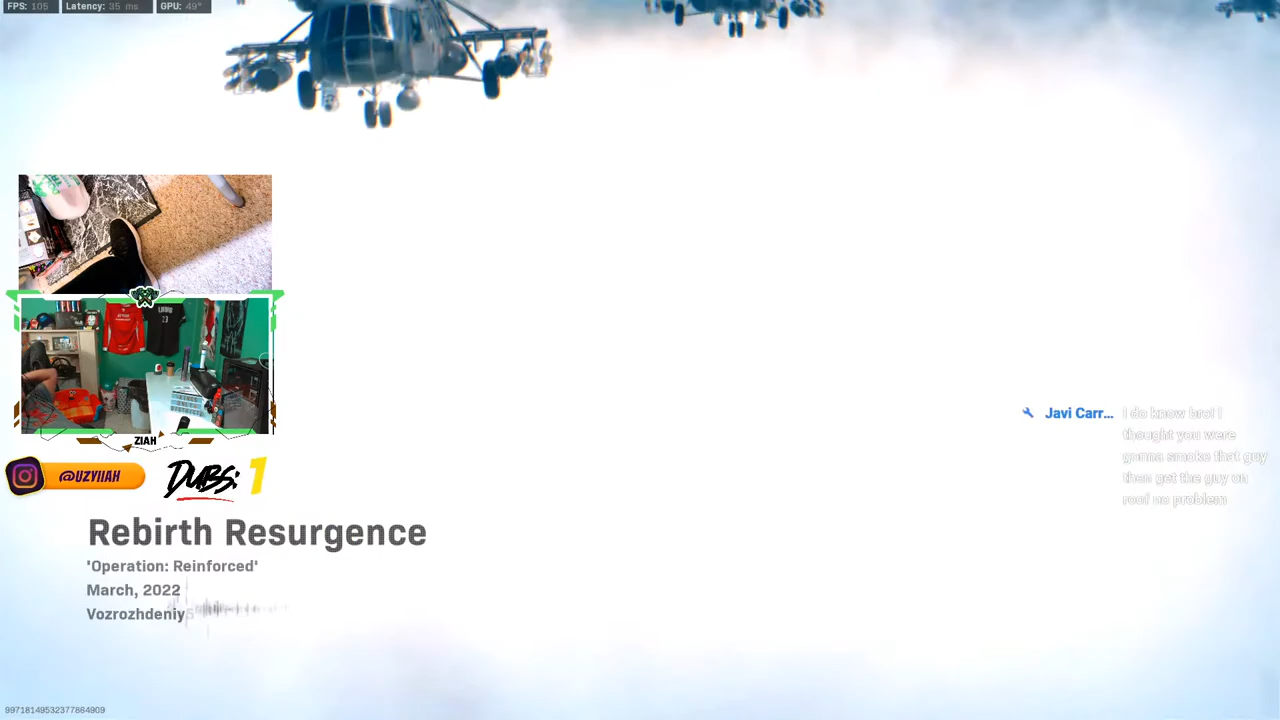 FPS: 105 Latency: 35 ms GPU: 49°
ZIAH
@UZYIIAH
DUBS: 1
Rebirth Resurgence
'Operation: Reinforced'
March, 2022
Vozrozhdeniy
Javi Carr...
I do know bro! I
thought you were
gonna smoke that guy
then get the guy on
roof no problem
99718149532377864909